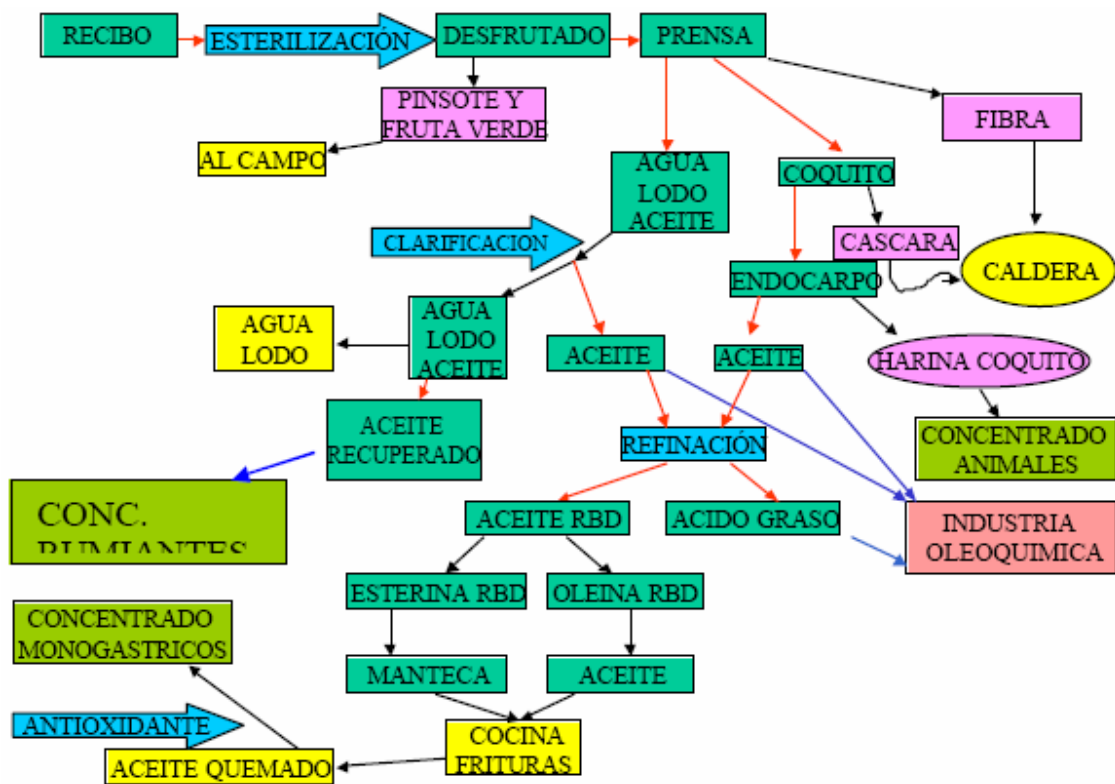 RECIBO
ESTERILIZACIÓN
DESFRUTADO
PRENSA
PINSOTE Y
FRUTA VERDE
FIBRA
AL CAMPO
AGUA
LODO
ACEITE
COQUITO
CLARIFICACION
CASCARA
CALDERA
ENDOCARPO
AGUA
LODO
AGUA
LODO
ACEITE
ACEITE
ACEITE
HARINA COQUITO
ACEITE
RECUPERADO
REFINACIÓN
CONCENTRADO
ANIMALES
CONC.
RUMIANTES
ACEITE RBD
ACIDO GRASO
INDUSTRIA
OLEOQUIMICA
ESTERINA RBD
OLEINA RBD
CONCENTRADO
MONOGASTRICOS
MANTECA
ACEITE
ANTIOXIDANTE
COCINA
FRITURAS
ACEITE QUEMADO